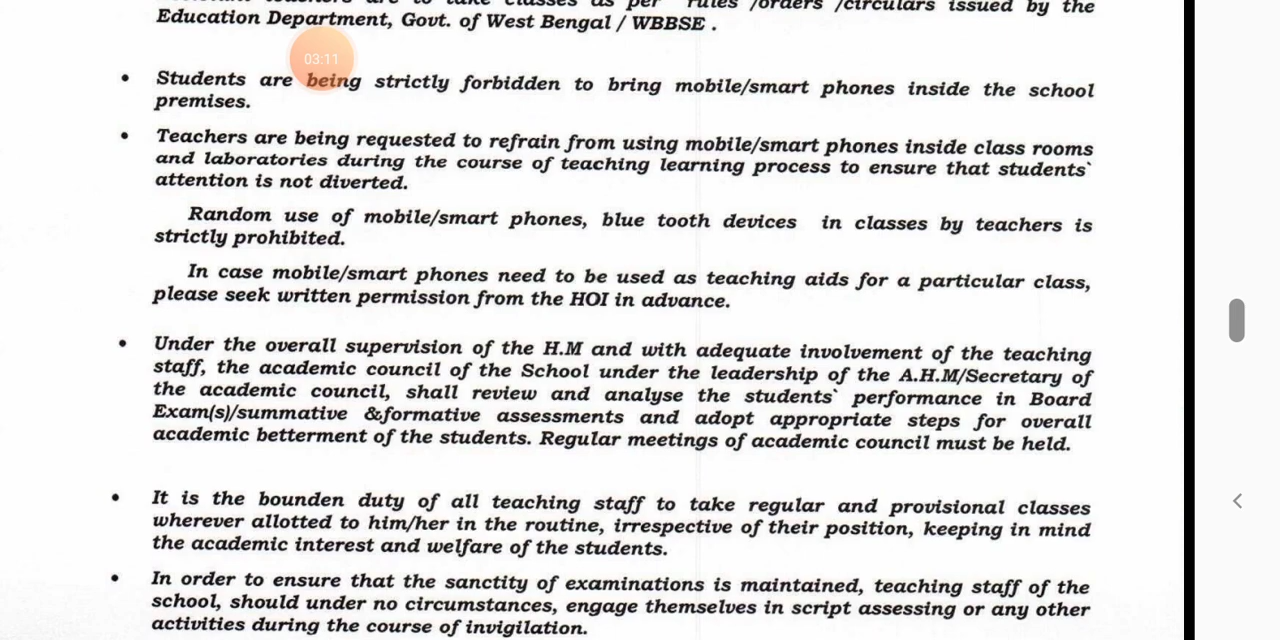 rules /orders /circulars issued by the
Education Department, Govt. of West Bengal / WBBSE .
03:11
• Students are being strictly forbidden to bring mobile/smart phones inside the school
premises.
• Teachers are being requested to refrain from using mobile/smart phones inside class rooms
and laboratories during the course of teaching learning process to ensure that students`
attention is not diverted.
Random use of mobile/smart phones, blue tooth devices in classes by teachers is
strictly prohibited.
In case mobile/smart phones need to be used as teaching aids for a particular class,
please seek written permission from the HOI in advance.
• Under the overall supervision of the H.M and with adequate involvement of the teaching
staff, the academic council of the School under the leadership of the A.H.M/Secretary of
the academic council, shall review and analyse the students` performance in Board
Exam(s)/summative &formative assessments and adopt appropriate steps for overall
academic betterment of the students. Regular meetings of academic council must be held.
• It is the bounden duty of all teaching staff to take regular and provisional classes
wherever allotted to him/her in the routine, irrespective of their position, keeping in mind
the academic interest and welfare of the students.
• In order to ensure that the sanctity of examinations is maintained, teaching staff of the
school, should under no circumstances, engage themselves in script assessing or any other
activities during the course of invigilation.